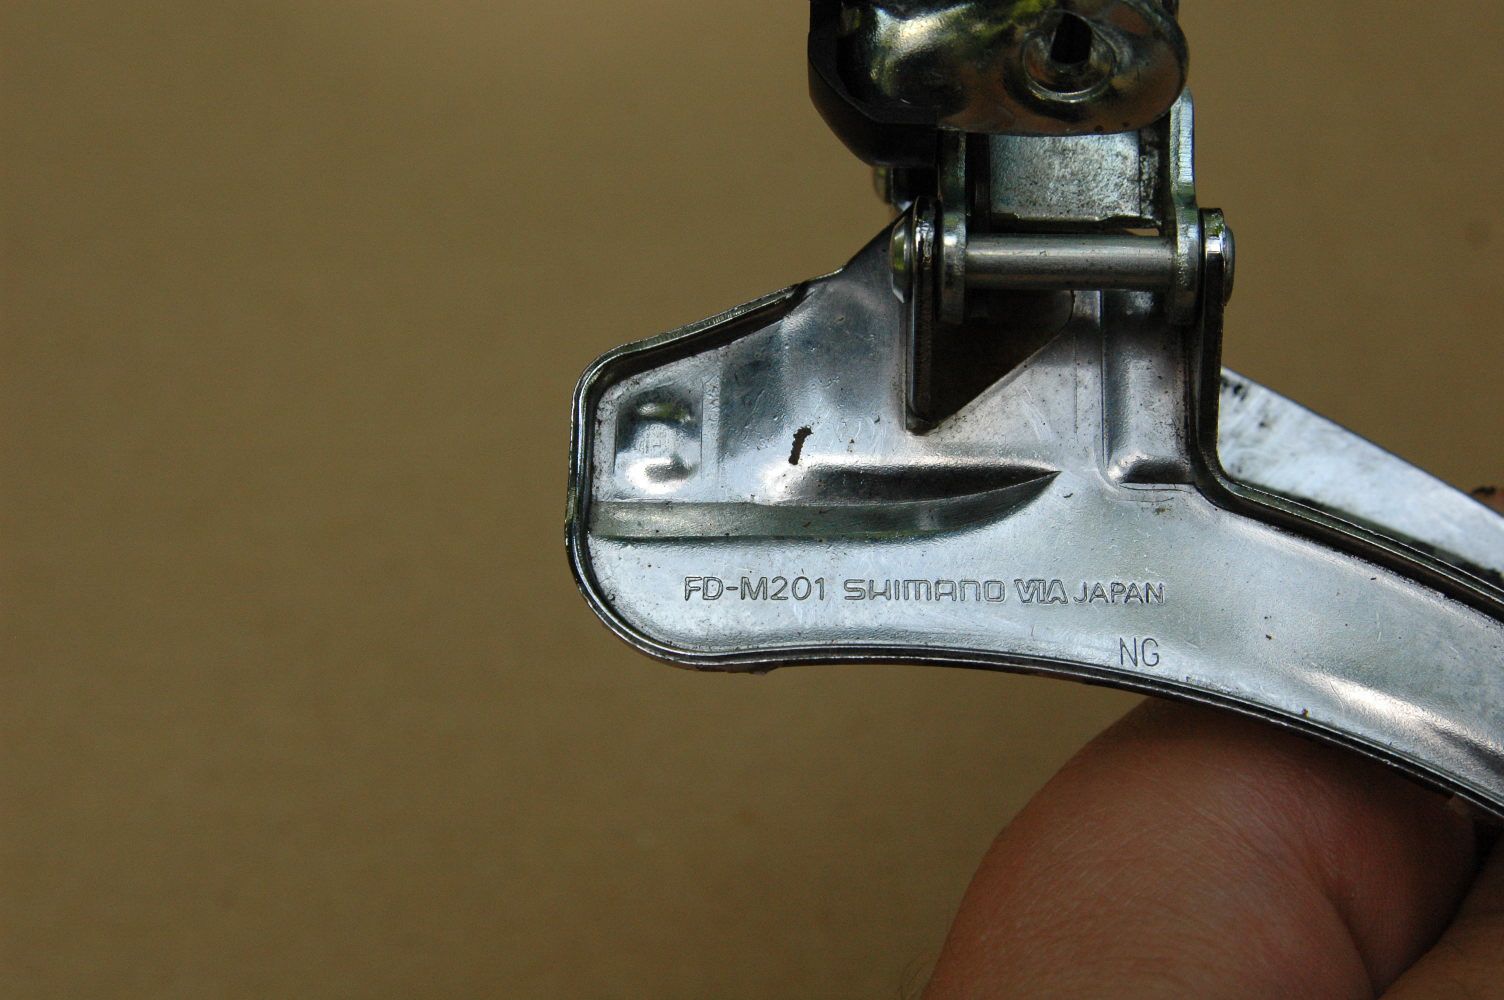 FD-M201 SHIMANO VIA JAPAN
NG